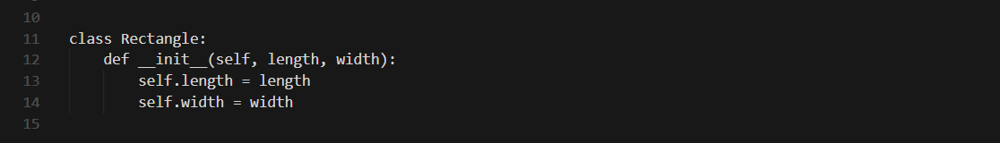 10
11 class Rectangle:
12     def __init__(self, length, width):
13         self.length = length
14         self.width = width
15